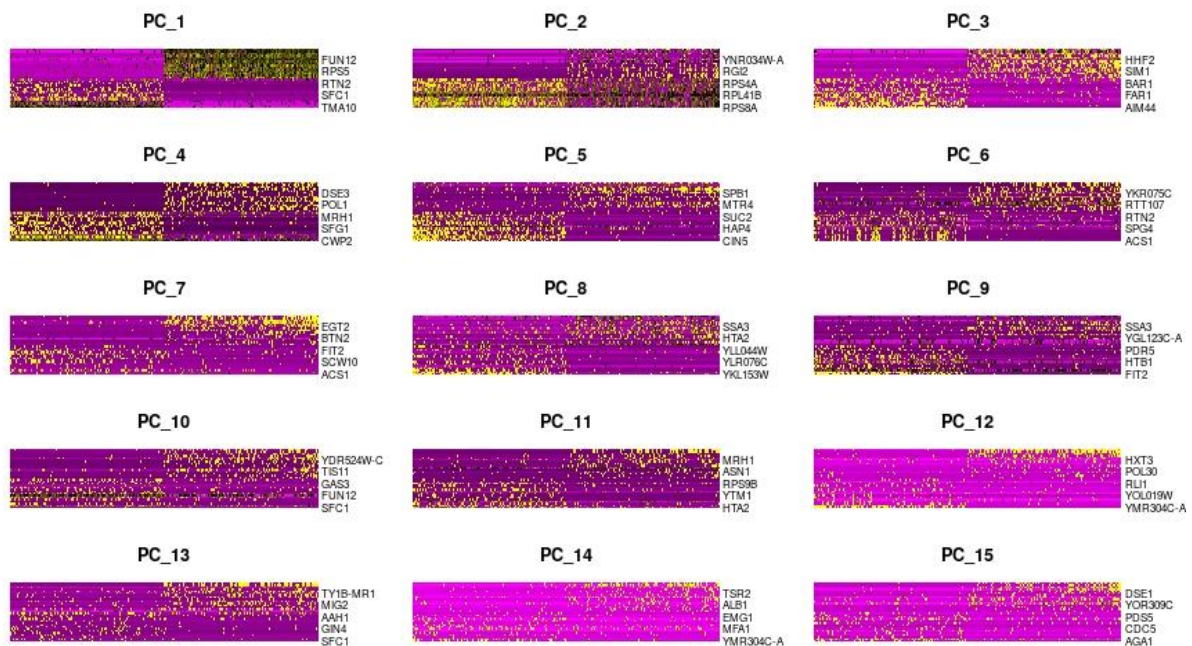 PC_1
FUN12
RPS5
RTN2
SFC1
TMA10
PC_2
YNR034W-A
RGI2
RPS4A
RPL41B
RPS8A
PC_3
HHF2
SIM1
BAR1
FAR1
AIM44
PC_4
DSE3
POL1
MRH1
SFG1
CWP2
PC_5
SPB1
MTR4
SUC2
HAP4
CIN5
PC_6
YKR075C
RTT107
RTN2
SPG4
ACS1
PC_7
EGT2
BTN2
FIT2
SCW10
ACS1
PC_8
SSA3
HTA2
YLL044W
YLR076C
YKL153W
PC_9
SSA3
YGL123C-A
PDR5
HTB1
FIT2
PC_10
YDR524W-C
TIS11
GAS3
FUN12
SFC1
PC_11
MRH1
ASN1
RPS9B
YTM1
HTA2
PC_12
HXT3
POL30
RLI1
YOL019W
YMR304C-A
PC_13
TY1B-MR1
MIG2
AAH1
GIN4
SFC1
PC_14
TSR2
ALB1
EMG1
MFA1
YMR304C-A
PC_15
DSE1
YOR309C
PDS5
CDC5
AGA1